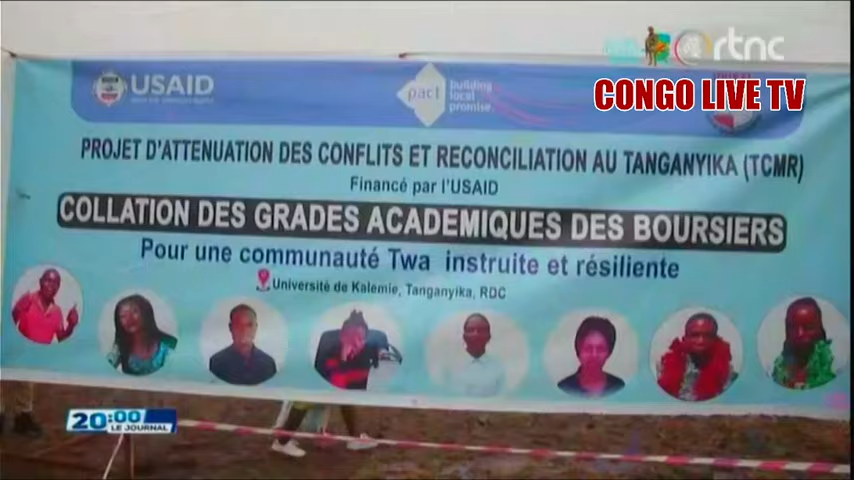 rtnc
CONGO LIVE TV
USAID
pact
building
local
promise
PROJET D'ATTENUATION DES CONFLITS ET RECONCILIATION AU TANGANYIKA (TCMR)
Financé par l'USAID
COLLATION DES GRADES ACADEMIQUES DES BOURSIERS
Pour une communauté Twa instruite et résiliente
Université de Kalemie, Tanganyika, RDC
20:00
LE JOURNAL